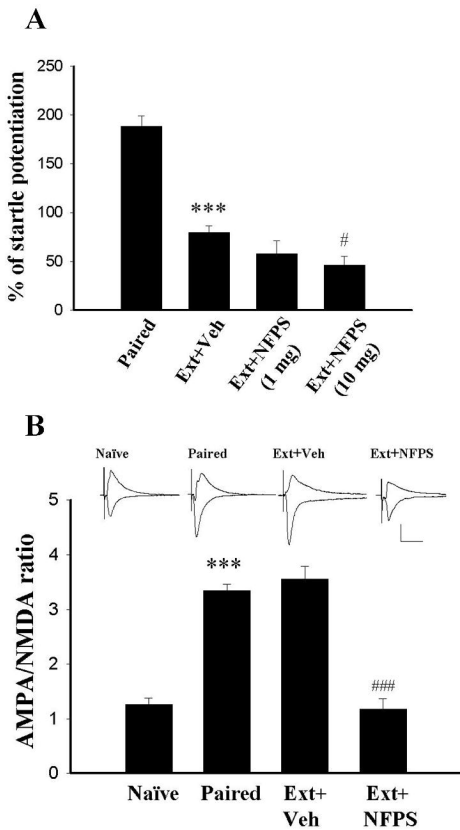 A
% of startle potentiation
250
200
150
100
50
0
***
#
Paired
Ext+Veh
Ext+NFPS
(1 mg)
Ext+NFPS
(10 mg)
B
Naïve Paired Ext+Veh Ext+NFPS
AMPA/NMDA ratio
5
4
3
2
1
0
***
###
Naïve Paired Ext+ Ext+
Veh NFPS